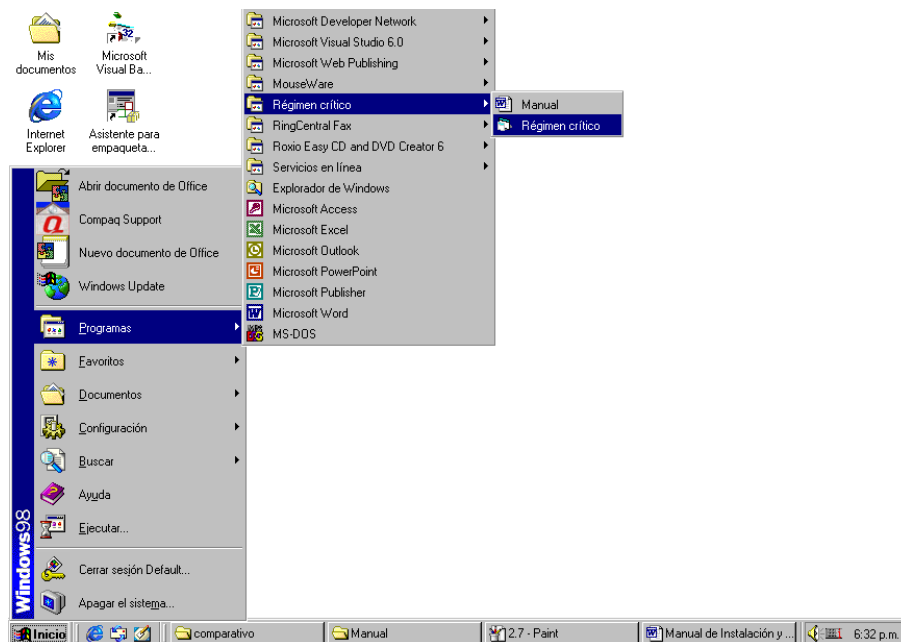 Mis
documentos
Microsoft
Visual Ba...
Internet
Explorer
Asistente para
empaqueta...
Abrir documento de Office
Compaq Support
Nuevo documento de Office
Windows Update
Programas
Favoritos
Documentos
Configuración
Buscar
Ayuda
Ejecutar...
Cerrar sesión Default...
Apagar el sistema...
Windows98
Microsoft Developer Network
Microsoft Visual Studio 6.0
Microsoft Web Publishing
MouseWare
Régimen crítico
RingCentral Fax
Roxio Easy CD and DVD Creator 6
Servicios en línea
Explorador de Windows
Microsoft Access
Microsoft Excel
Microsoft Outlook
Microsoft PowerPoint
Microsoft Publisher
Microsoft Word
MS-DOS
Manual
Régimen crítico
Inicio
comparativo
Manual
2.7 - Paint
Manual de Instalación y ...
6:32 p.m.